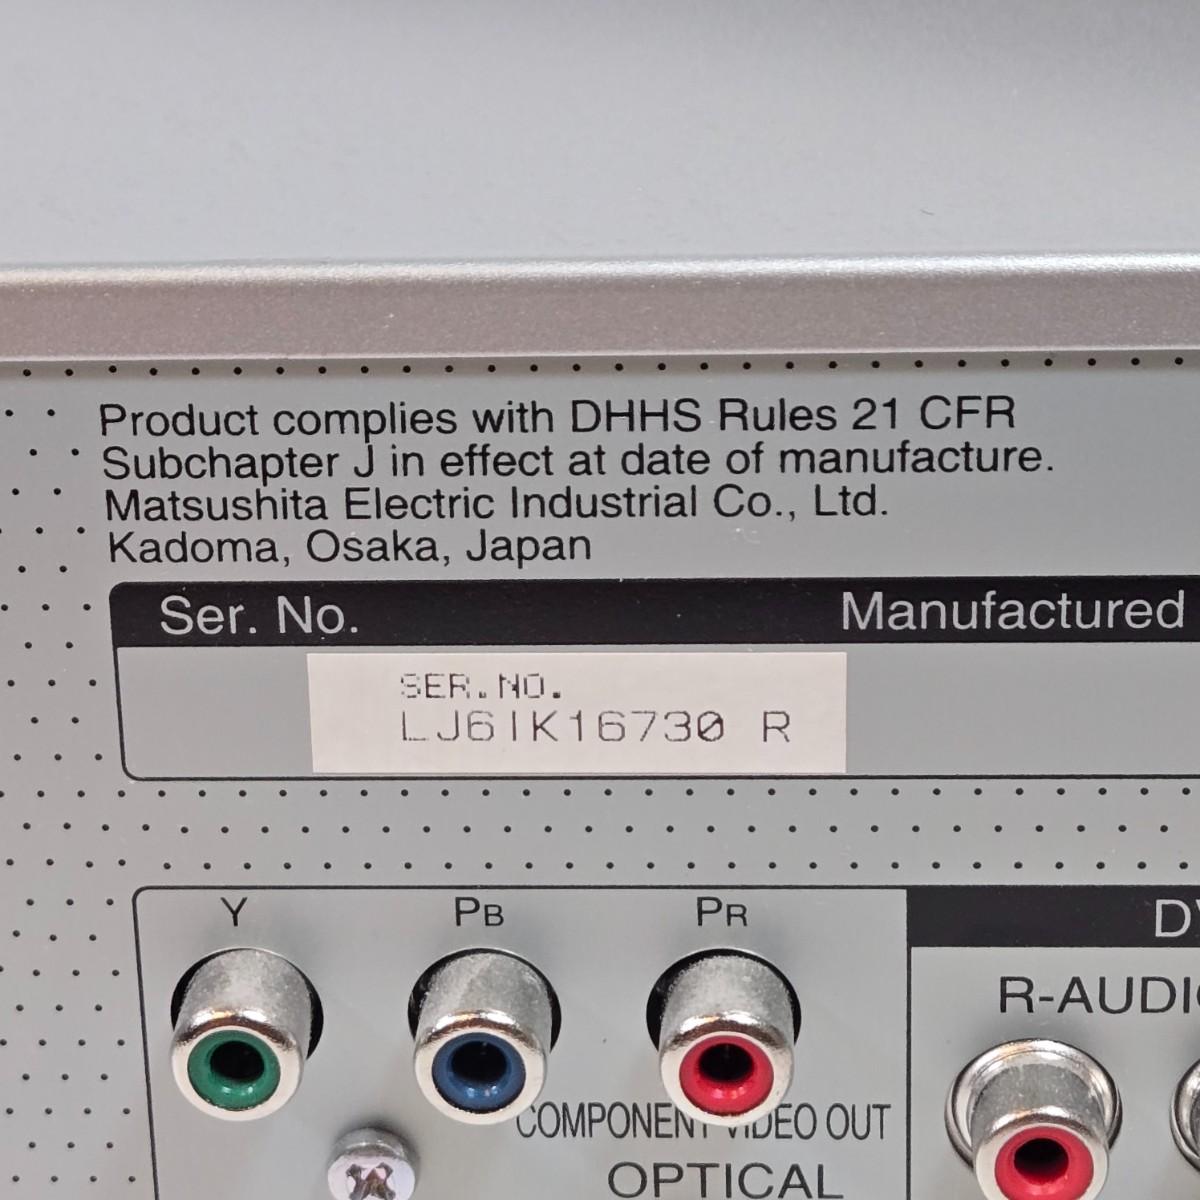 Product complies with DHHS Rules 21 CFR
Subchapter J in effect at date of manufacture.
Matsushita Electric Industrial Co., Ltd.
Kadoma, Osaka, Japan
Ser. No. Manufactured
SER.NO.
LJ6IK16730 R
Y PB PR
R-AUDIO
COMPONENT VIDEO OUT
OPTICAL